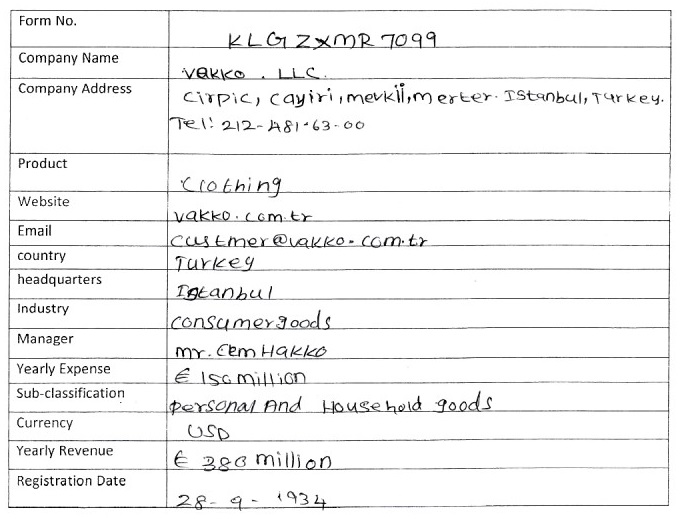 Form No.
KLGZXMR7099
Company Name
Vakko . LLC.
Company Address
Cirpic, Cayiri, mevkii, merter. Istanbul, Turkey.
Tel: 212-481-63-00
Product
Clothing
Website
vakko.com.tr
Email
custmer@vakko.com.tr
country
Turkey
headquarters
Istanbul
Industry
consumer goods
Manager
mr. Cem Hakko
Yearly Expense
€ 150 million
Sub-classification
personal And Household goods
Currency
USD
Yearly Revenue
€ 380 million
Registration Date
28-9-1934